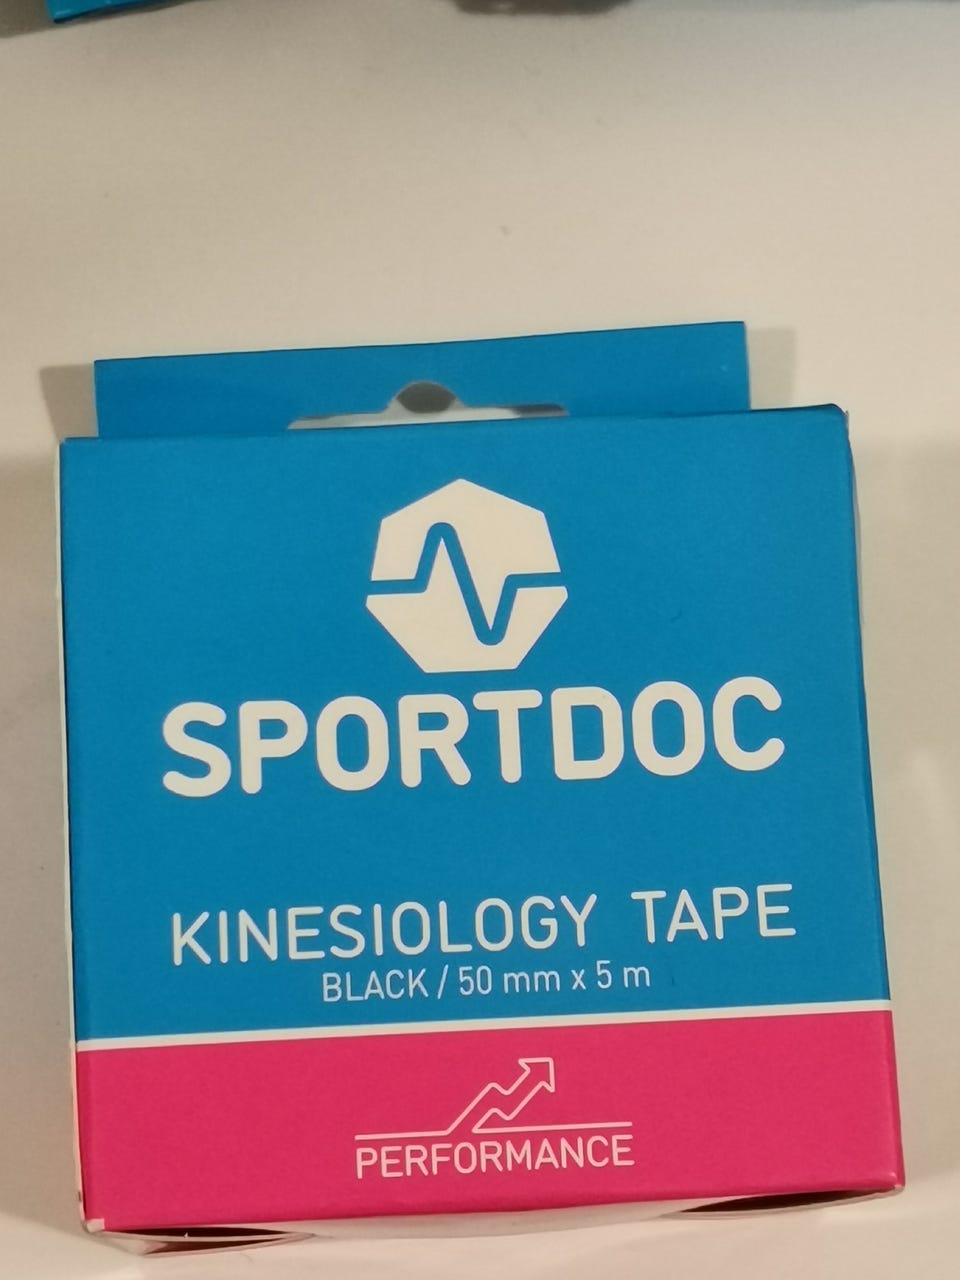 SPORTDOC
KINESIOLOGY TAPE
BLACK / 50 mm x 5 m
PERFORMANCE